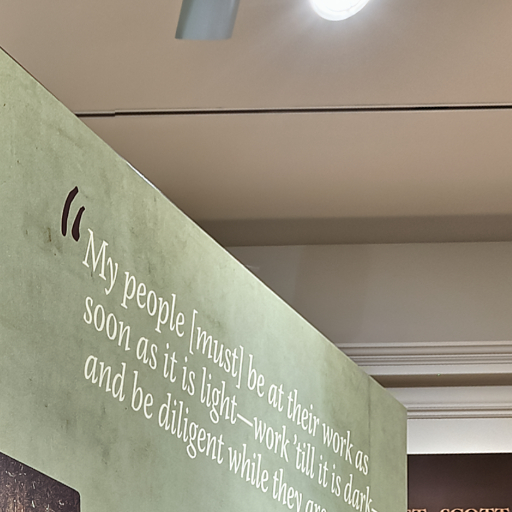 “My people [must] be at their work as
soon as it is light—work 'till it is dark–
and be diligent while they are
SCOTT